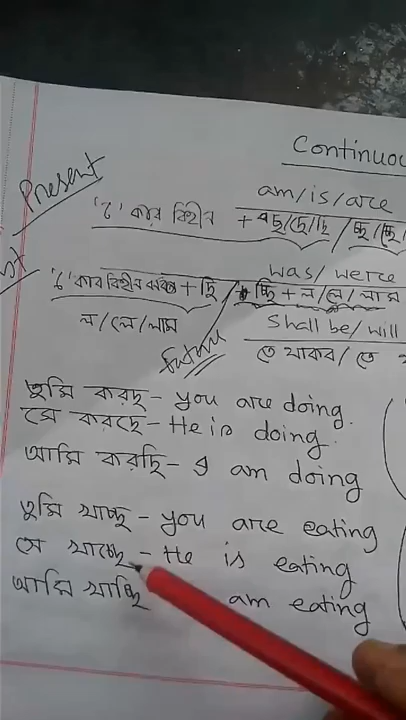 Continuou
Present
am/is/are
'ে' কার বিহীন + ছ/ছে/ছি / চ্ছ/চ্ছে/
was/were
'ে' কার বিহীন + ছি / চ্ছি + ল/লে/লাম
ল/লে/লাম
Future
shall be/will
তে থাকব/তে
তুমি করছ - you are doing.
সে করছে - He is doing.
আমি করছি - I am doing
তুমি খাচ্ছ - you are eating
সে খাচ্ছে - He is eating
আমি খাচ্ছি am eating